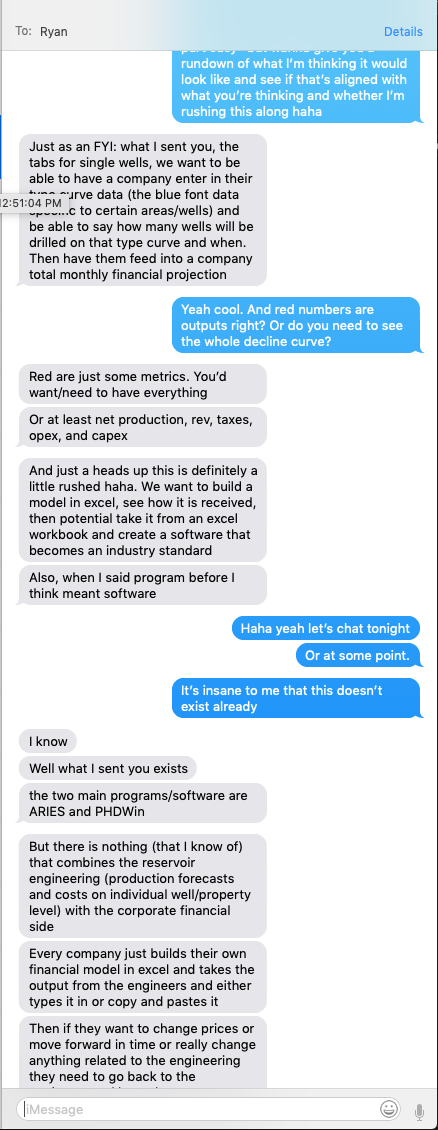 To: Ryan
Details
rundown of what I'm thinking it would
look like and see if that's aligned with
what you're thinking and whether I'm
rushing this along haha
Just as an FYI: what I sent you, the
tabs for single wells, we want to be
able to have a company enter in their
type curve data (the blue font data
12:51:04 PM
specific to certain areas/wells) and
be able to say how many wells will be
drilled on that type curve and when.
Then have them feed into a company
total monthly financial projection
Yeah cool. And red numbers are
outputs right? Or do you need to see
the whole decline curve?
Red are just some metrics. You'd
want/need to have everything
Or at least net production, rev, taxes,
opex, and capex
And just a heads up this is definitely a
little rushed haha. We want to build a
model in excel, see how it is received,
then potential take it from an excel
workbook and create a software that
becomes an industry standard
Also, when I said program before I
think meant software
Haha yeah let's chat tonight
Or at some point.
It's insane to me that this doesn't
exist already
I know
Well what I sent you exists
the two main programs/software are
ARIES and PHDWin
But there is nothing (that I know of)
that combines the reservoir
engineering (production forecasts
and costs on individual well/property
level) with the corporate financial
side
Every company just builds their own
financial model in excel and takes the
output from the engineers and either
types it in or copy and pastes it
Then if they want to change prices or
move forward in time or really change
anything related to the engineering
they need to go back to the
iMessage